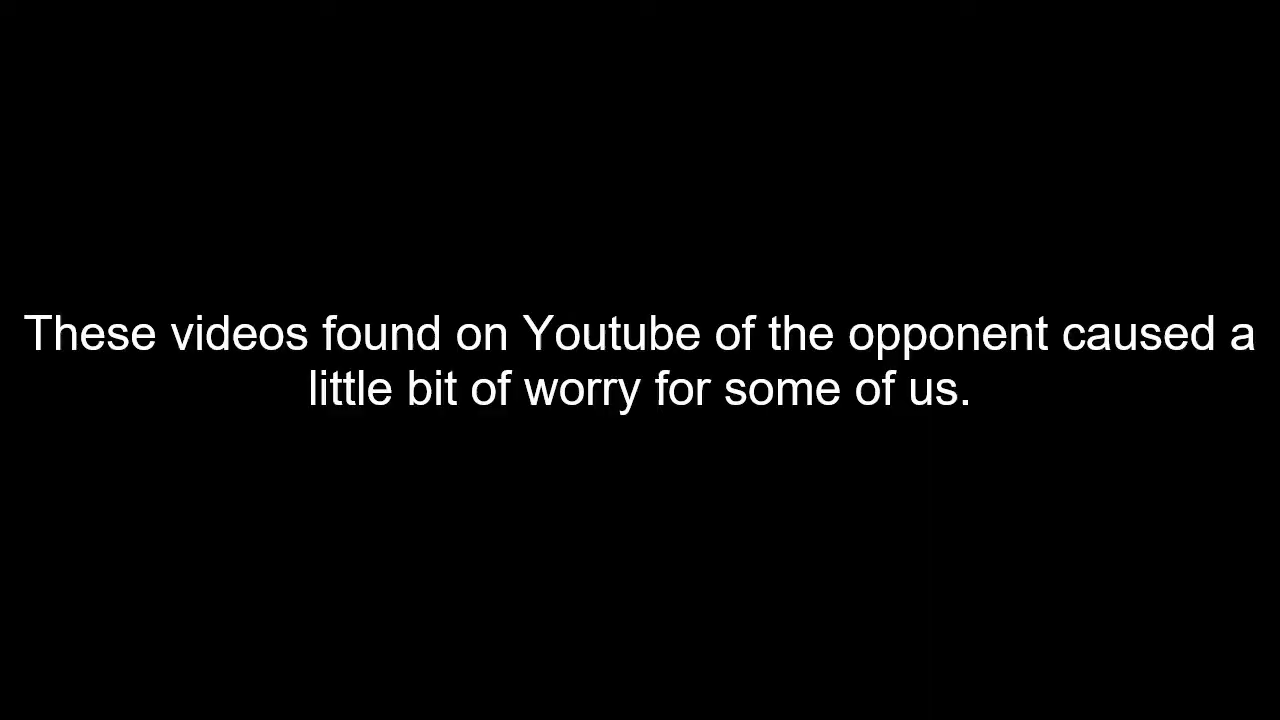 These videos found on Youtube of the opponent caused a
little bit of worry for some of us.